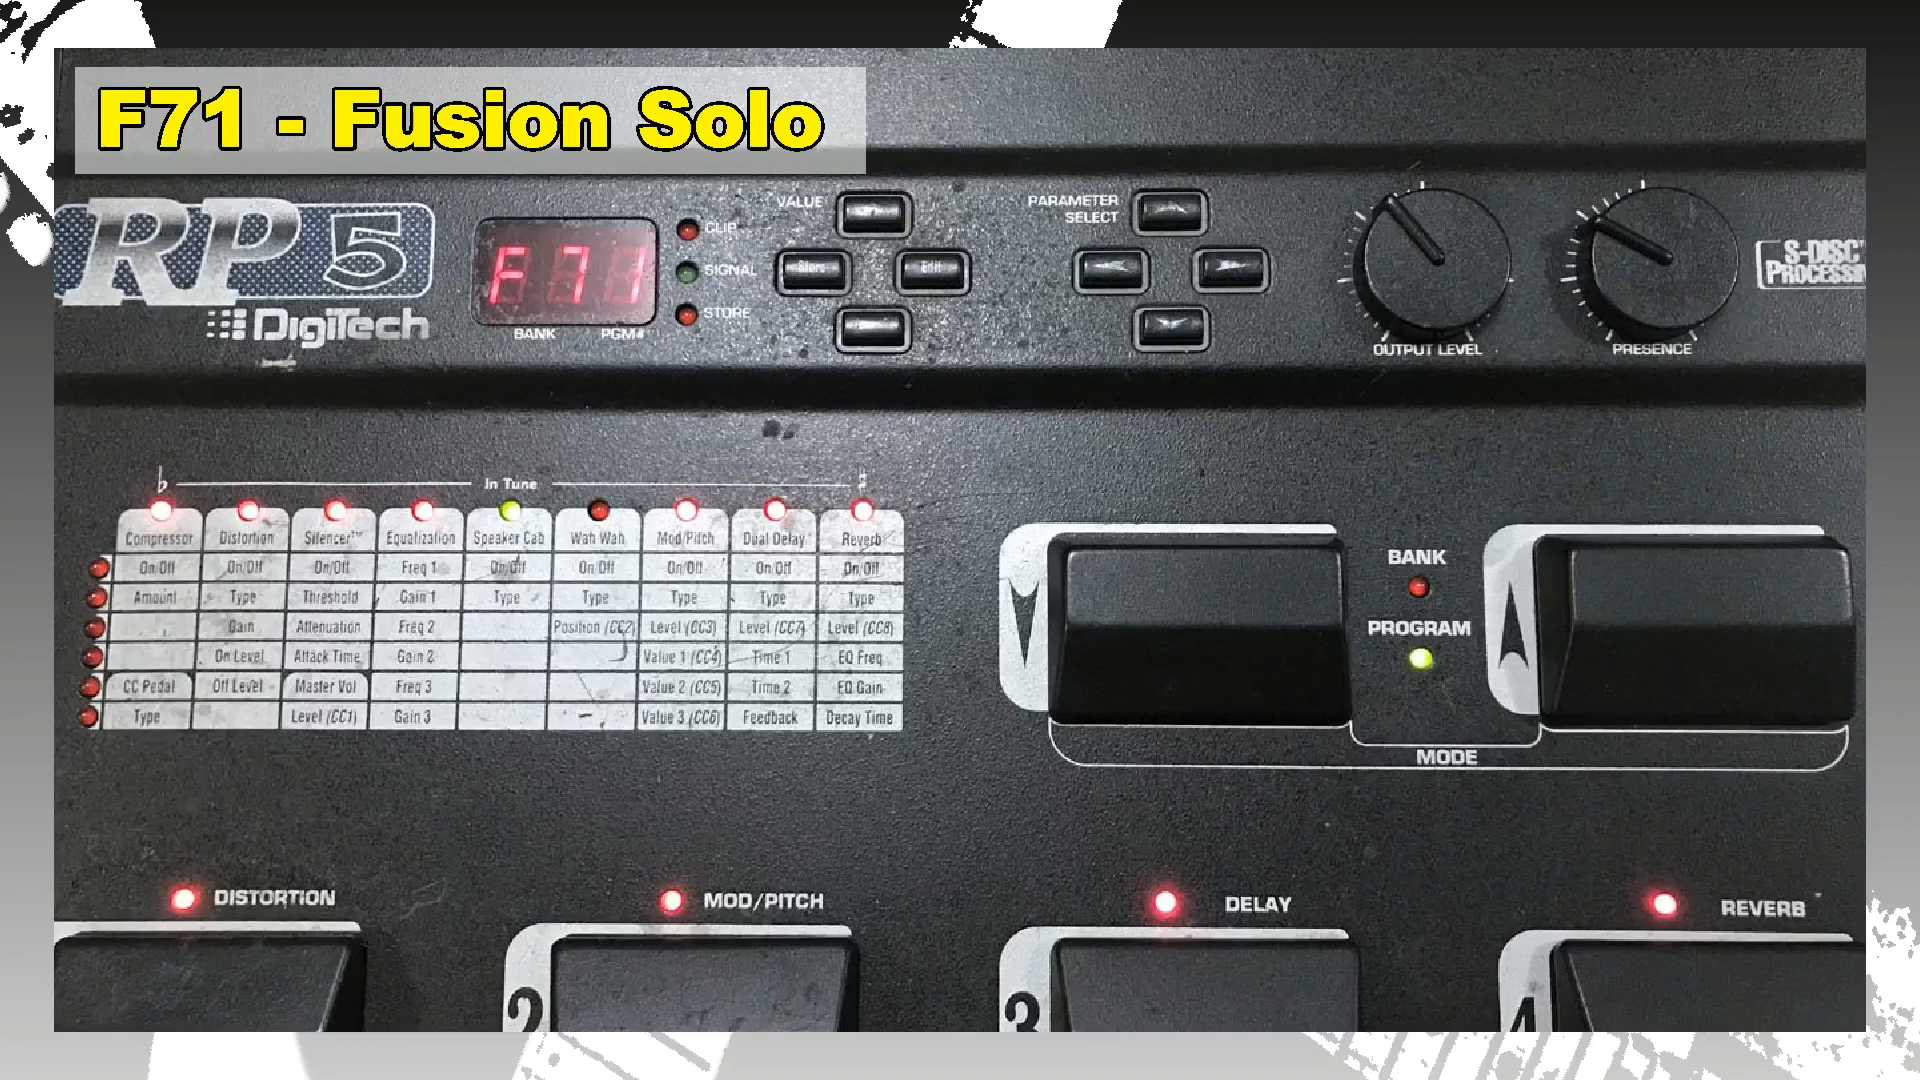 F71 - Fusion Solo
RP 5
DigiTech
F71
BANK PGM#
CLIP
SIGNAL
STORE
VALUE
Store
Edit
PARAMETER
SELECT
OUTPUT LEVEL
PRESENCE
S-DISC™
PROCESSIN
♭ In Tune
Compressor Distortion Silencer™ Equalization Speaker Cab Wah Wah Mod/Pitch Dual Delay Reverb
On/Off On/Off On/Off Freq 1 On/Off On/Off On/Off On/Off On/Off
Amount Type Threshold Gain 1 Type Type Type Type Type
Gain Attenuation Freq 2 Position (CC2) Level (CC3) Level (CC7) Level (CC8)
On Level Attack Time Gain 2 Value 1 (CC4) Time 1 EQ Freq
CC Pedal Off Level Master Vol Freq 3 Value 2 (CC5) Time 2 EQ Gain
Type Level (CC1) Gain 3 Value 3 (CC6) Feedback Decay Time
BANK
PROGRAM
MODE
DISTORTION
MOD/PITCH
DELAY
REVERB
2
3
4